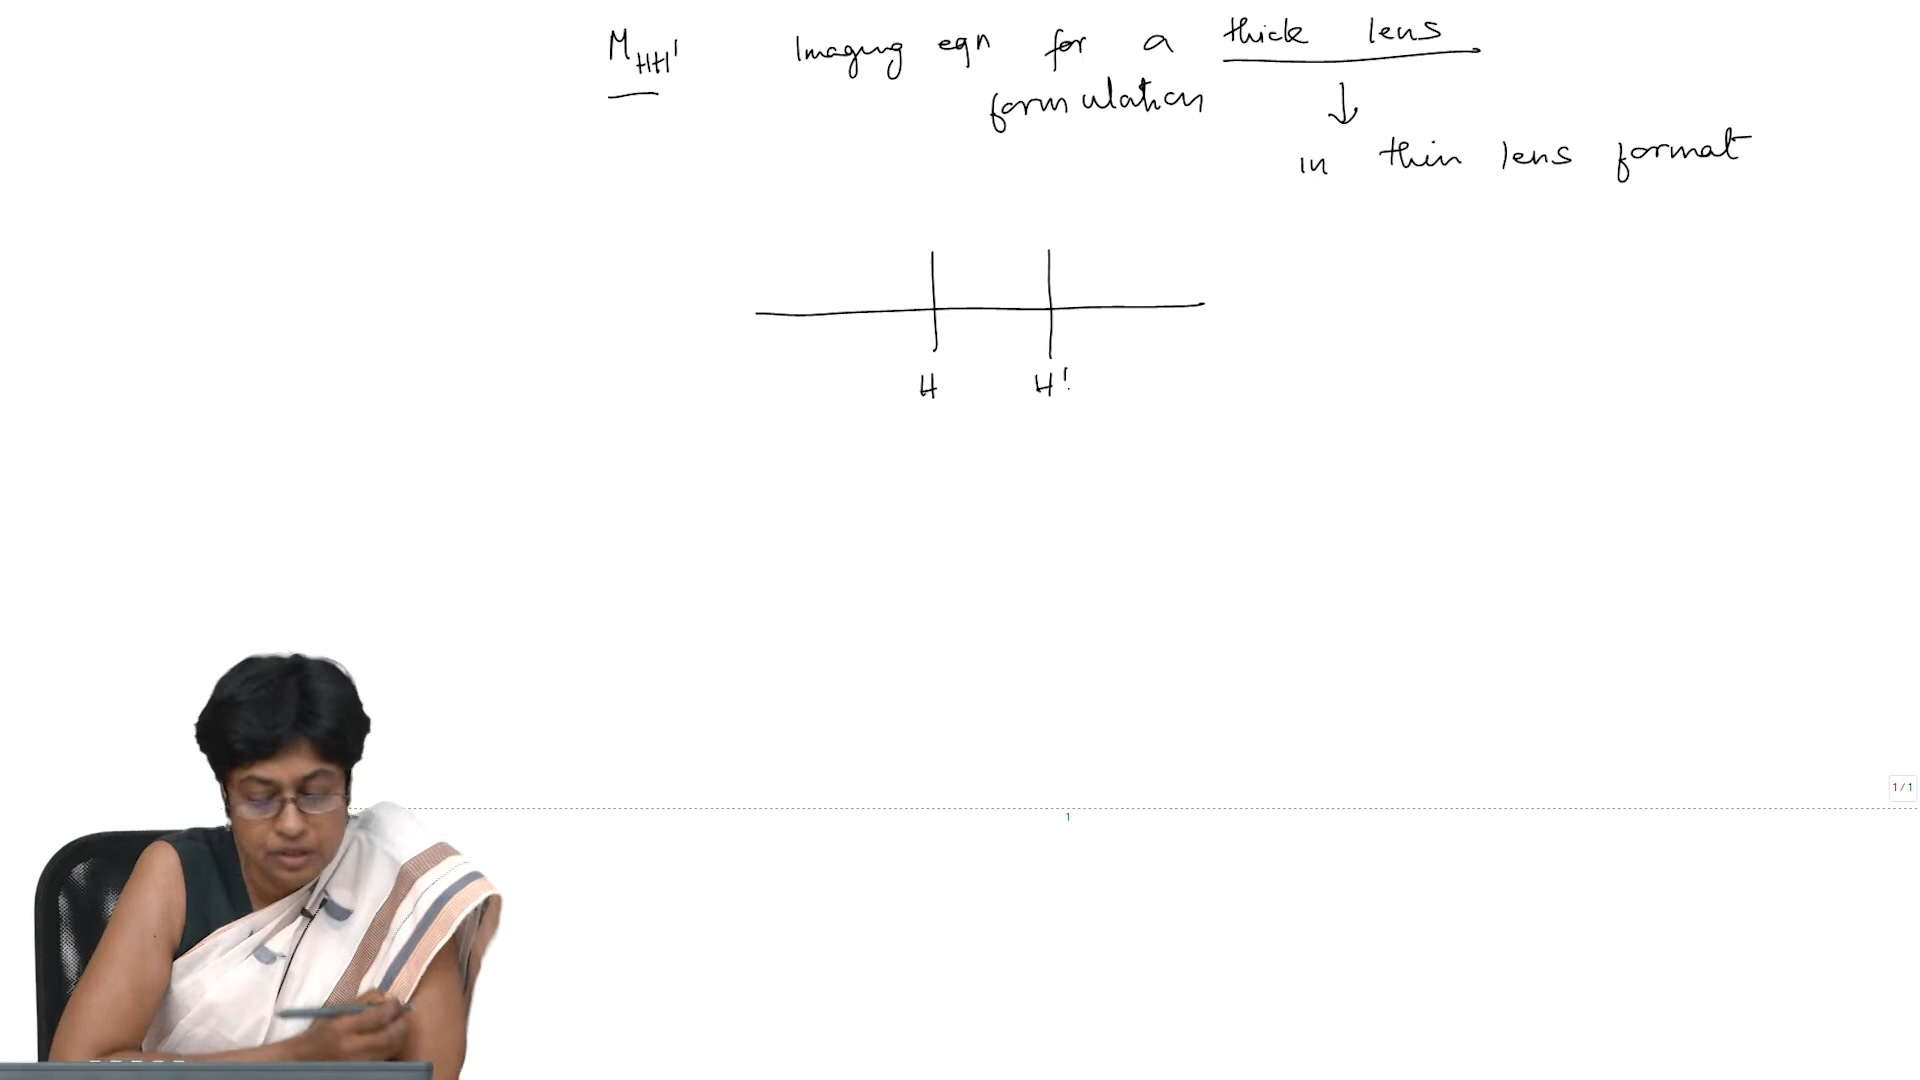 M_HH' Imaging eqn for a thick lens
formulation ↓
in thin lens format
H H'
1/1
1